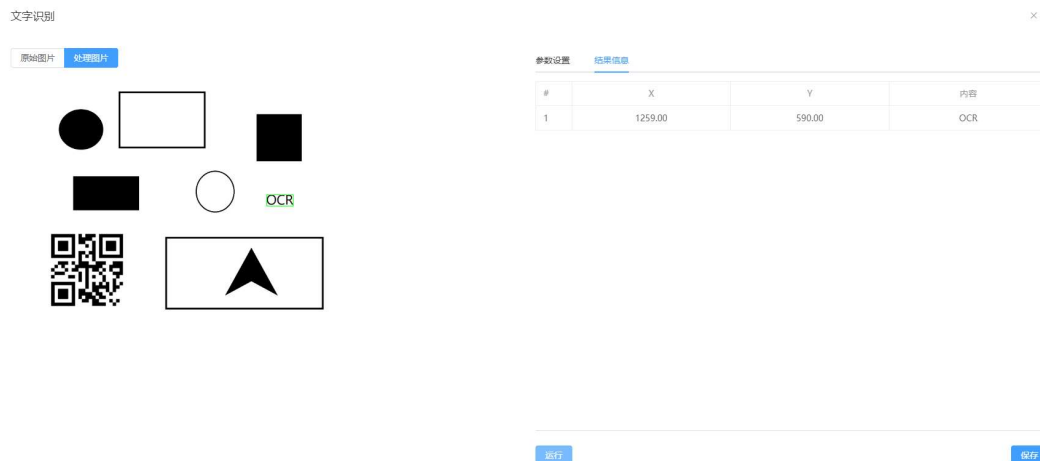 文字识别
×
原始图片 处理图片
参数设置 结果信息
# X Y 内容
1 1259.00 590.00 OCR
OCR
运行 保存